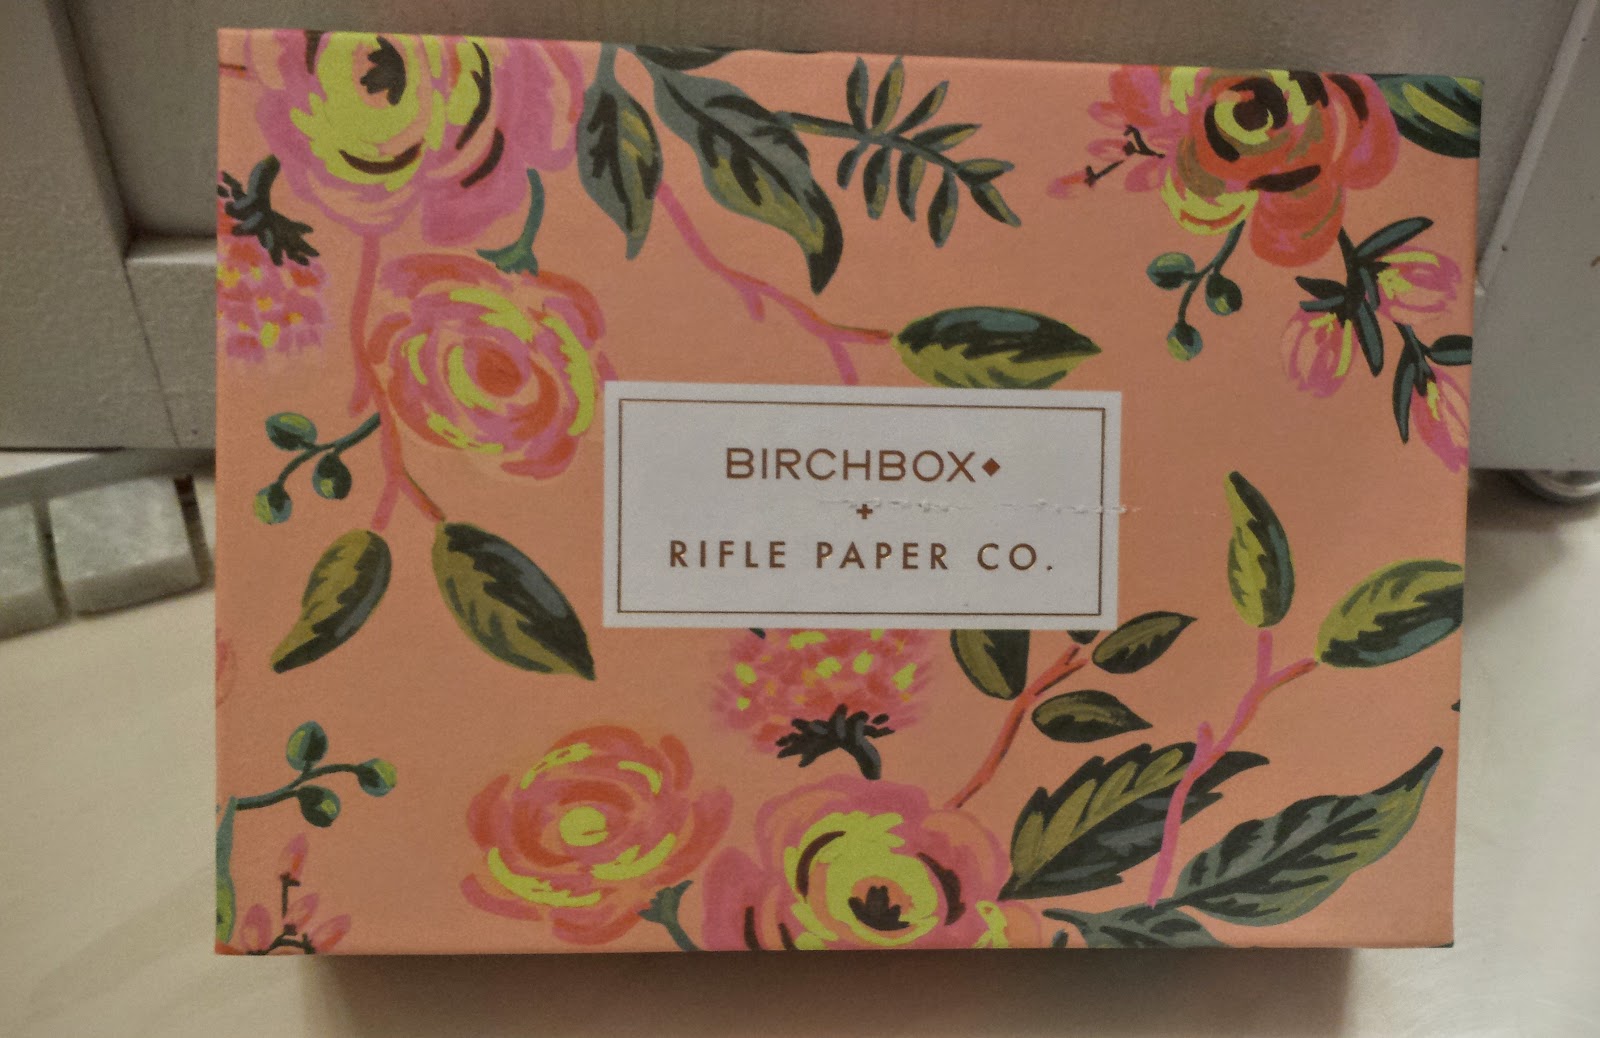 BIRCHBOX◆
+
RIFLE PAPER CO.